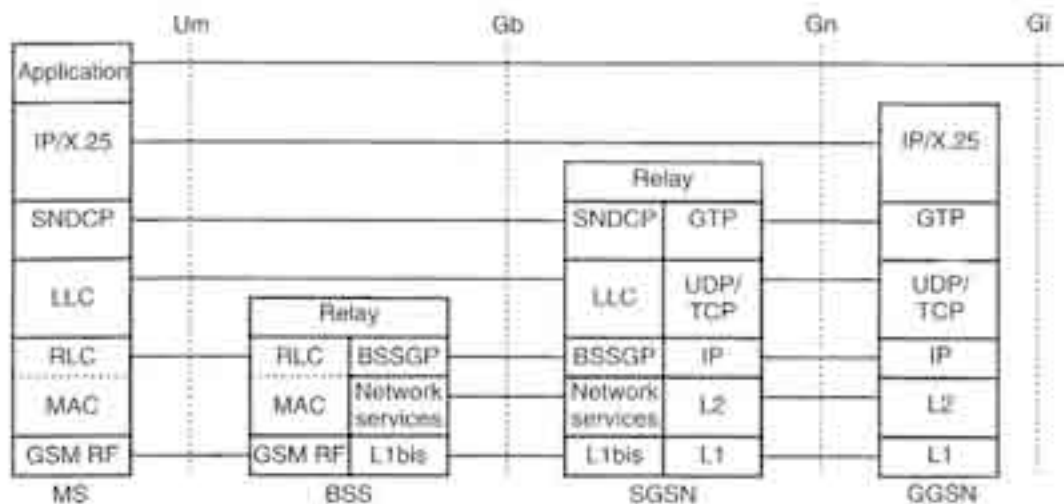 Um Gb Gn Gi
Application
IP/X.25 IP/X.25
Relay
SNDCP SNDCP GTP GTP
LLC LLC UDP/ TCP UDP/ TCP
Relay
RLC RLC BSSGP BSSGP IP IP
MAC MAC Network services Network services L2 L2
GSM RF GSM RF L1bis L1bis L1 L1
MS BSS SGSN GGSN